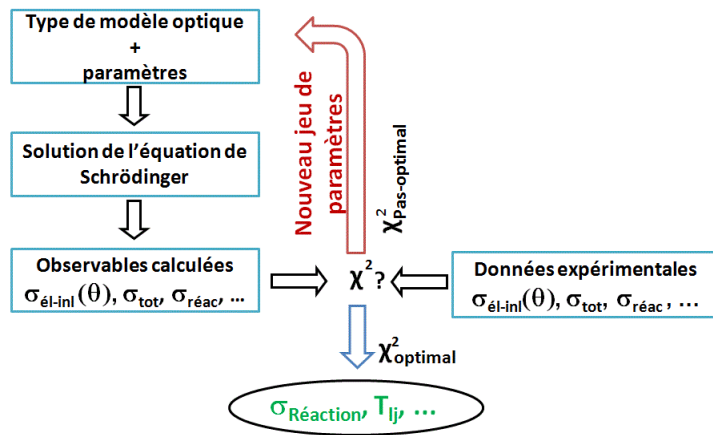 Type de modèle optique
+
paramètres
Solution de l'équation de
Schrödinger
Observables calculées
σél-inl(θ), σtot, σréac, ...
Nouveau jeu de
paramètres
χ²Pas-optimal
χ² ?
Données expérimentales
σél-inl(θ), σtot, σréac , ...
χ²optimal
σRéaction, Tlj, ...